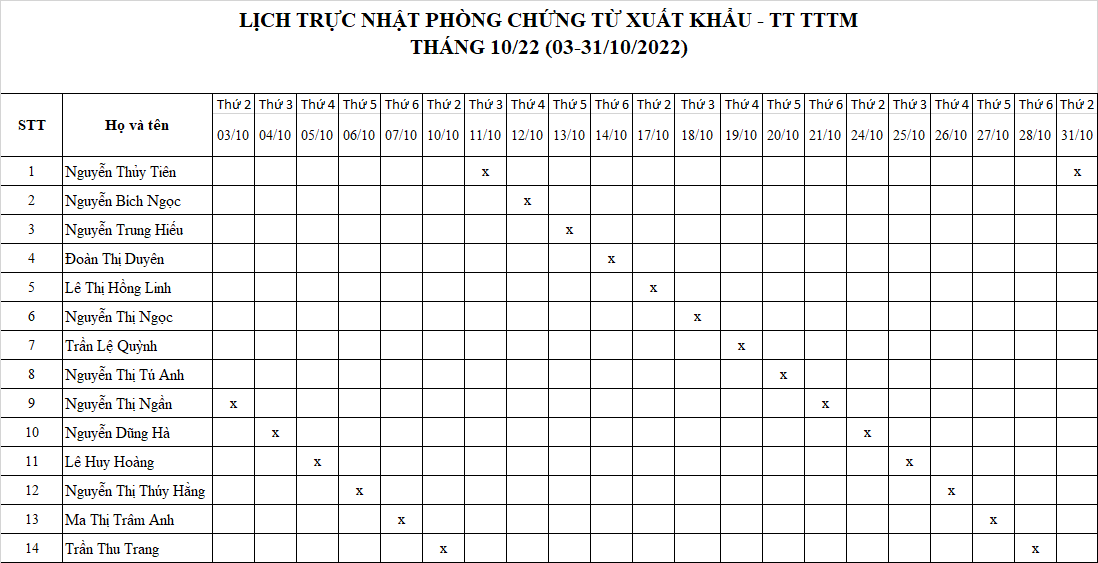 LỊCH TRỰC NHẬT PHÒNG CHỨNG TỪ XUẤT KHẨU - TT TTTM
THÁNG 10/22 (03-31/10/2022)
STT Họ và tên Thứ 2 Thứ 3 Thứ 4 Thứ 5 Thứ 6 Thứ 2 Thứ 3 Thứ 4 Thứ 5 Thứ 6 Thứ 2 Thứ 3 Thứ 4 Thứ 5 Thứ 6 Thứ 2 Thứ 3 Thứ 4 Thứ 5 Thứ 6 Thứ 2
03/10 04/10 05/10 06/10 07/10 10/10 11/10 12/10 13/10 14/10 17/10 18/10 19/10 20/10 21/10 24/10 25/10 26/10 27/10 28/10 31/10
1 Nguyễn Thủy Tiên x x
2 Nguyễn Bích Ngọc x
3 Nguyễn Trung Hiếu x
4 Đoàn Thị Duyên x
5 Lê Thị Hồng Linh x
6 Nguyễn Thị Ngọc x
7 Trần Lệ Quỳnh x
8 Nguyễn Thị Tú Anh x
9 Nguyễn Thị Ngần x x
10 Nguyễn Dũng Hà x x
11 Lê Huy Hoàng x x
12 Nguyễn Thị Thúy Hằng x x
13 Ma Thị Trâm Anh x x
14 Trần Thu Trang x x